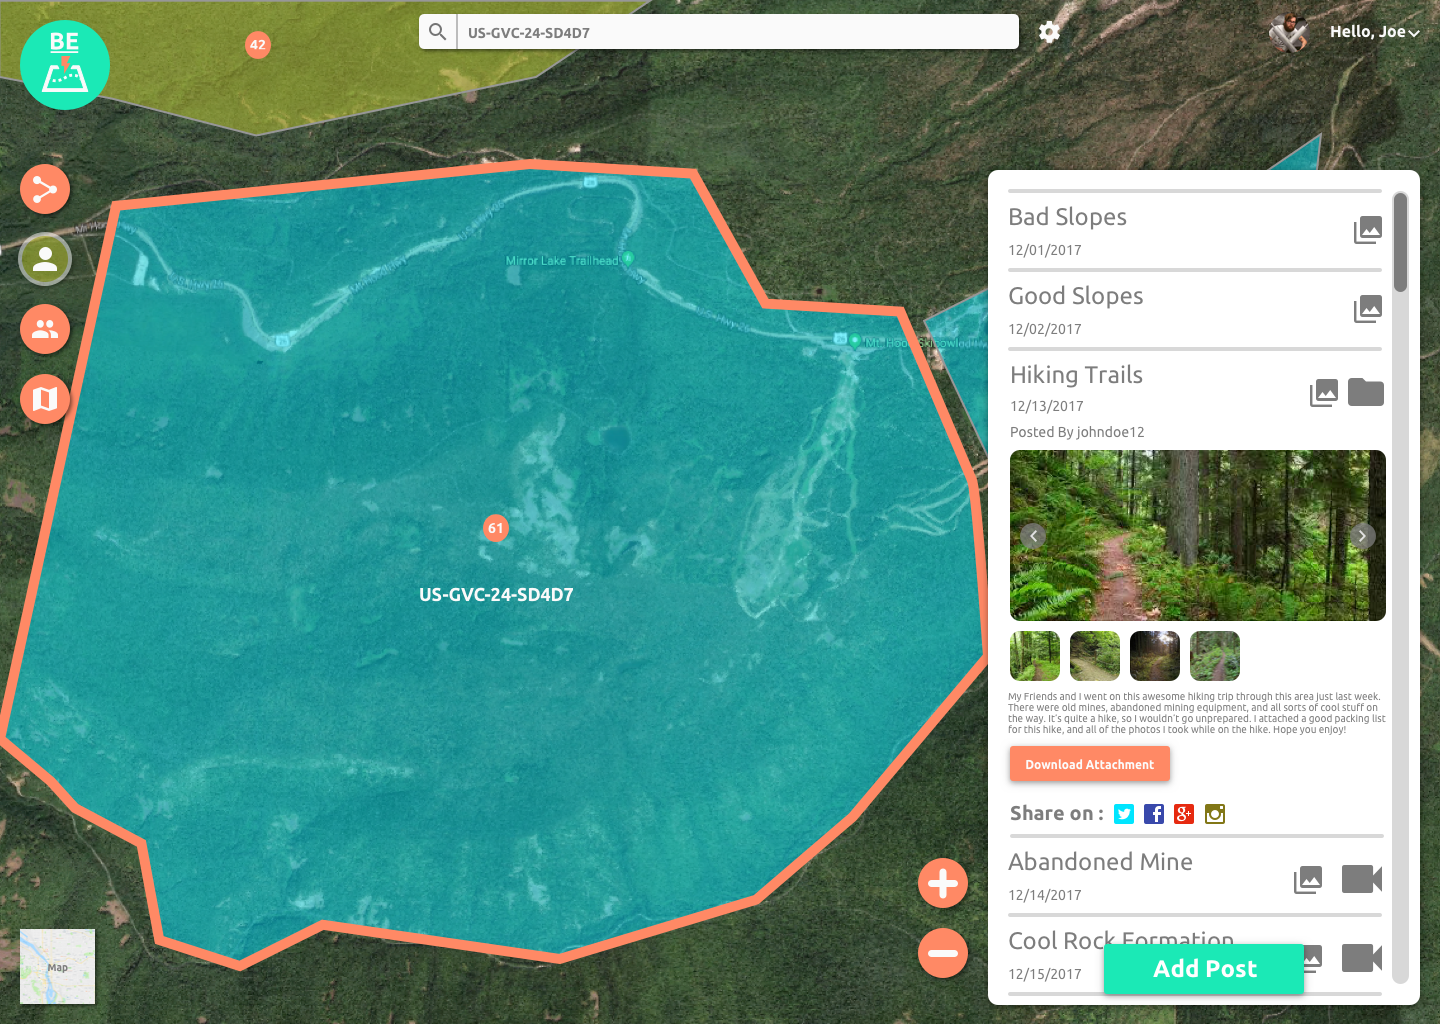 BE
42
US-GVC-24-SD4D7
Hello, Joe
Mirror Lake Trailhead
61
US-GVC-24-SD4D7
Map
Bad Slopes
12/01/2017
Good Slopes
12/02/2017
Hiking Trails
12/13/2017
Posted By johndoe12
My Friends and I went on this awesome hiking trip through this area just last week.
There were old mines, abandoned mining equipment, and all sorts of cool stuff on
the way. It's quite a hike, so I wouldn't go unprepared. I attached a good packing list
for this hike, and all of the photos I took while on the hike. Hope you enjoy!
Download Attachment
Share on :
Abandoned Mine
12/14/2017
Cool Rock Formation
12/15/2017
Add Post